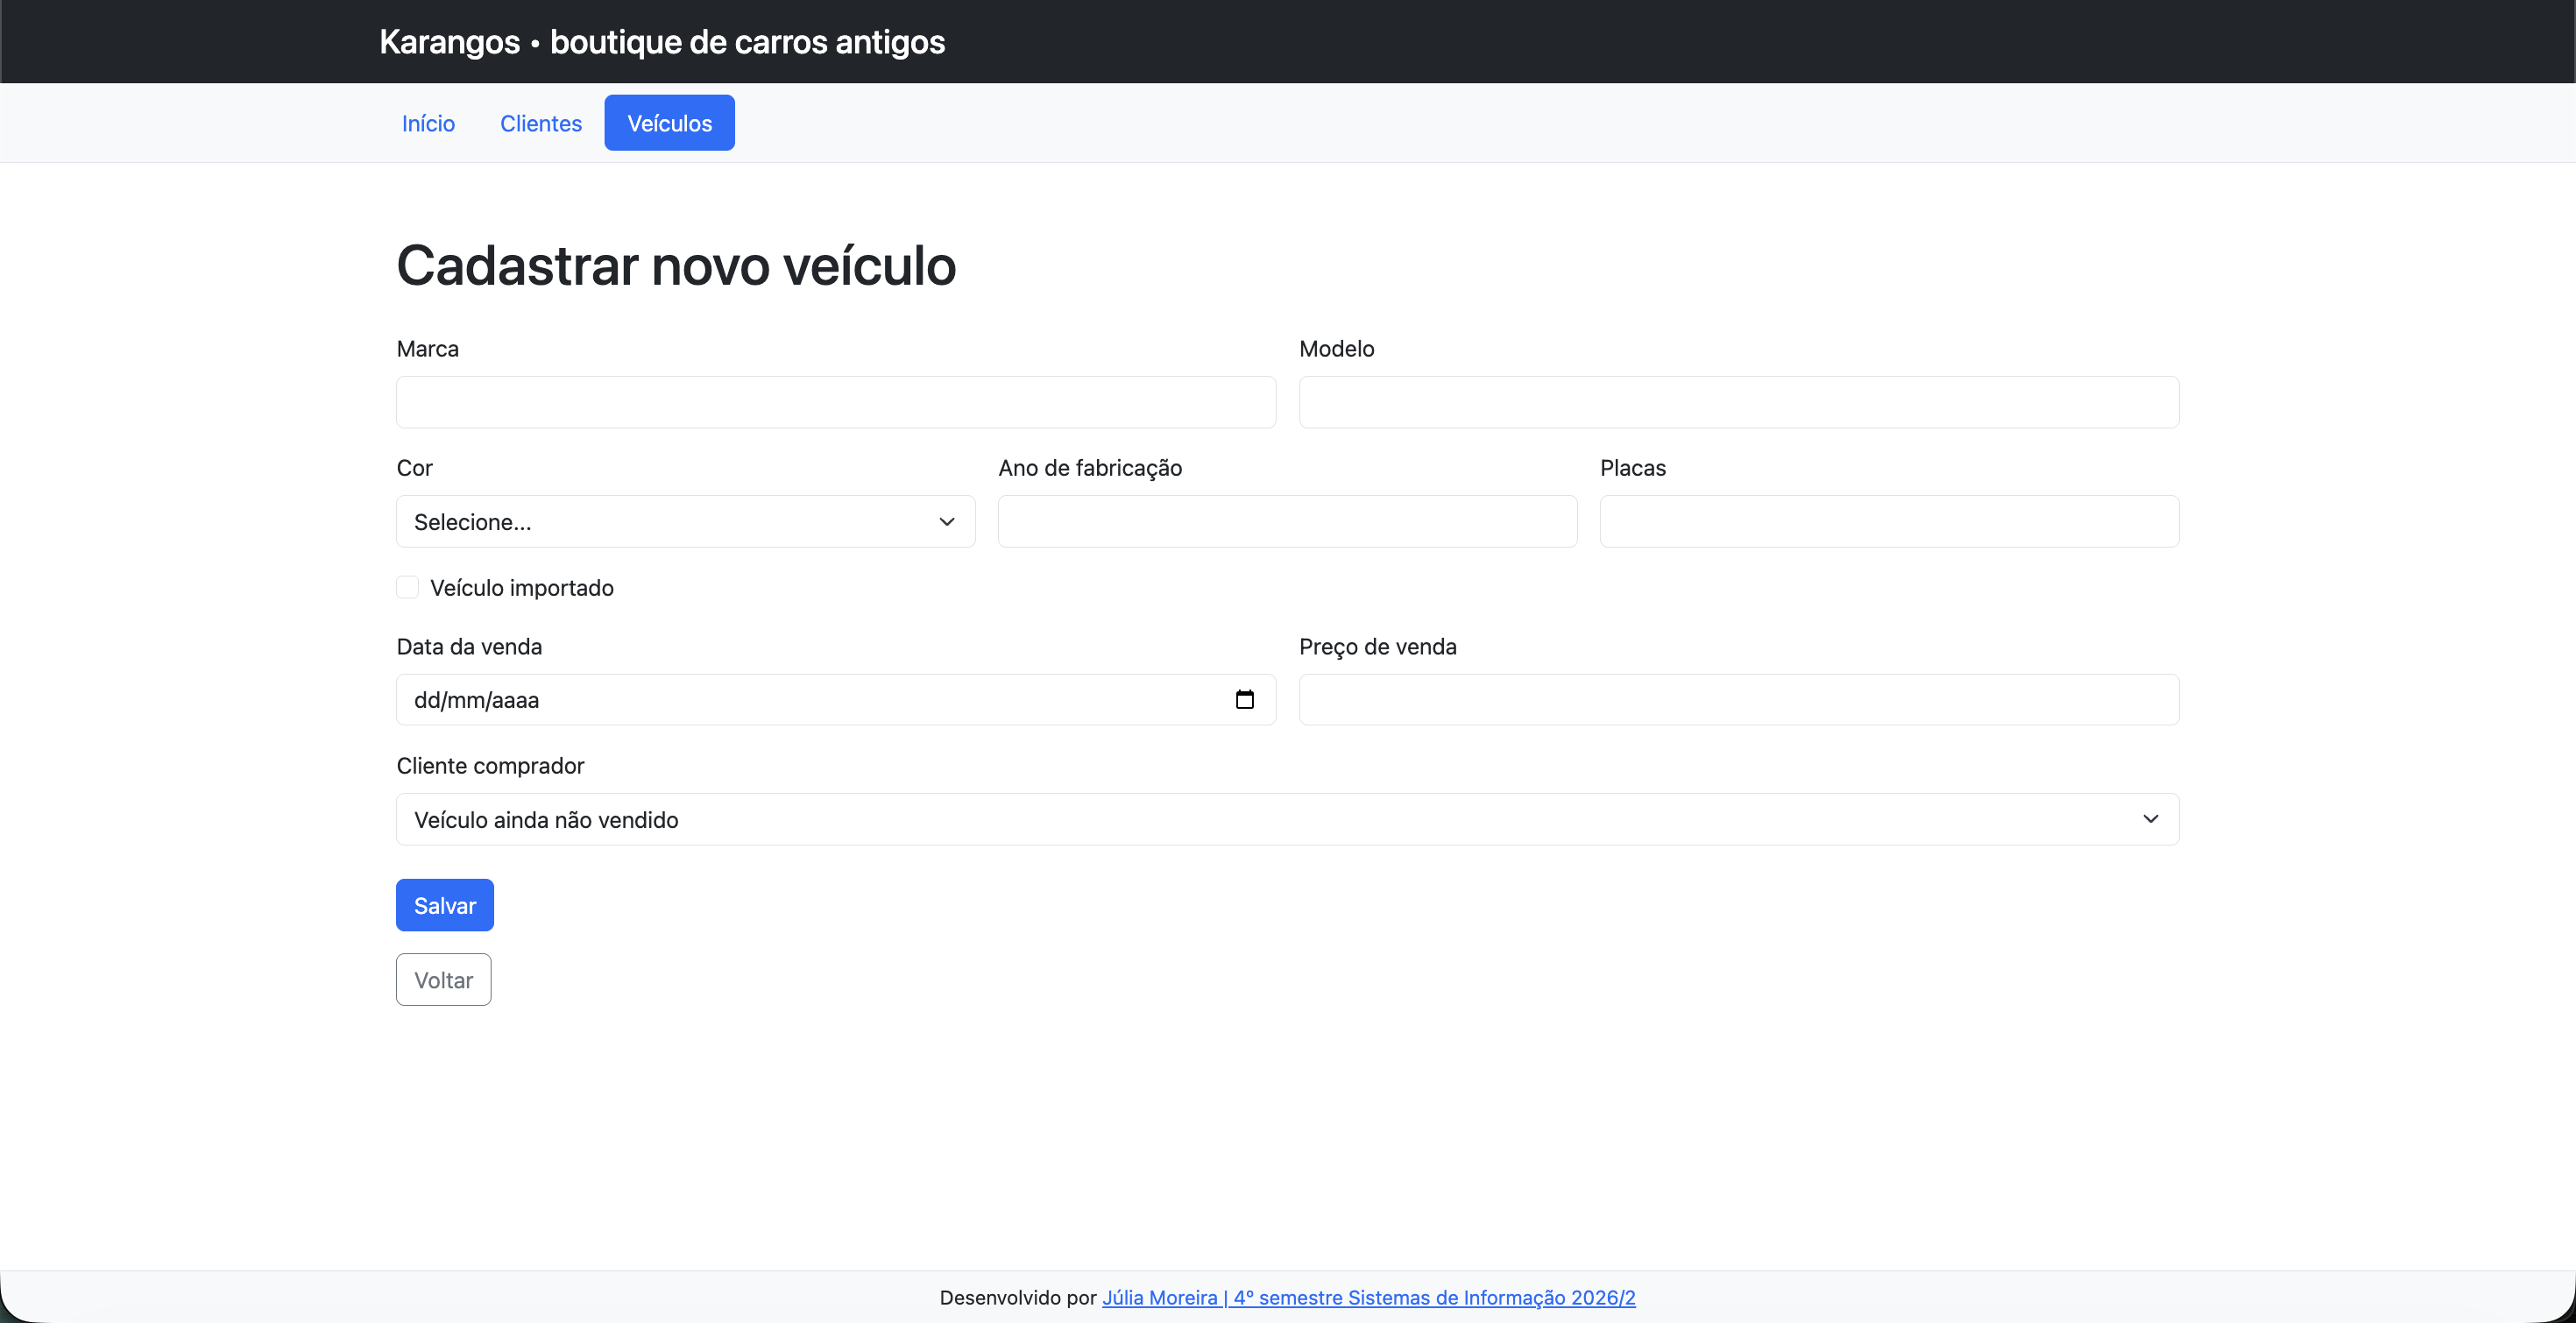 Karangos • boutique de carros antigos
Início Clientes Veículos
Cadastrar novo veículo
Marca Modelo
Cor Ano de fabricação Placas
Selecione...
Veículo importado
Data da venda Preço de venda
dd/mm/aaaa
Cliente comprador
Veículo ainda não vendido
Salvar
Voltar
Desenvolvido por Júlia Moreira | 4º semestre Sistemas de Informação 2026/2